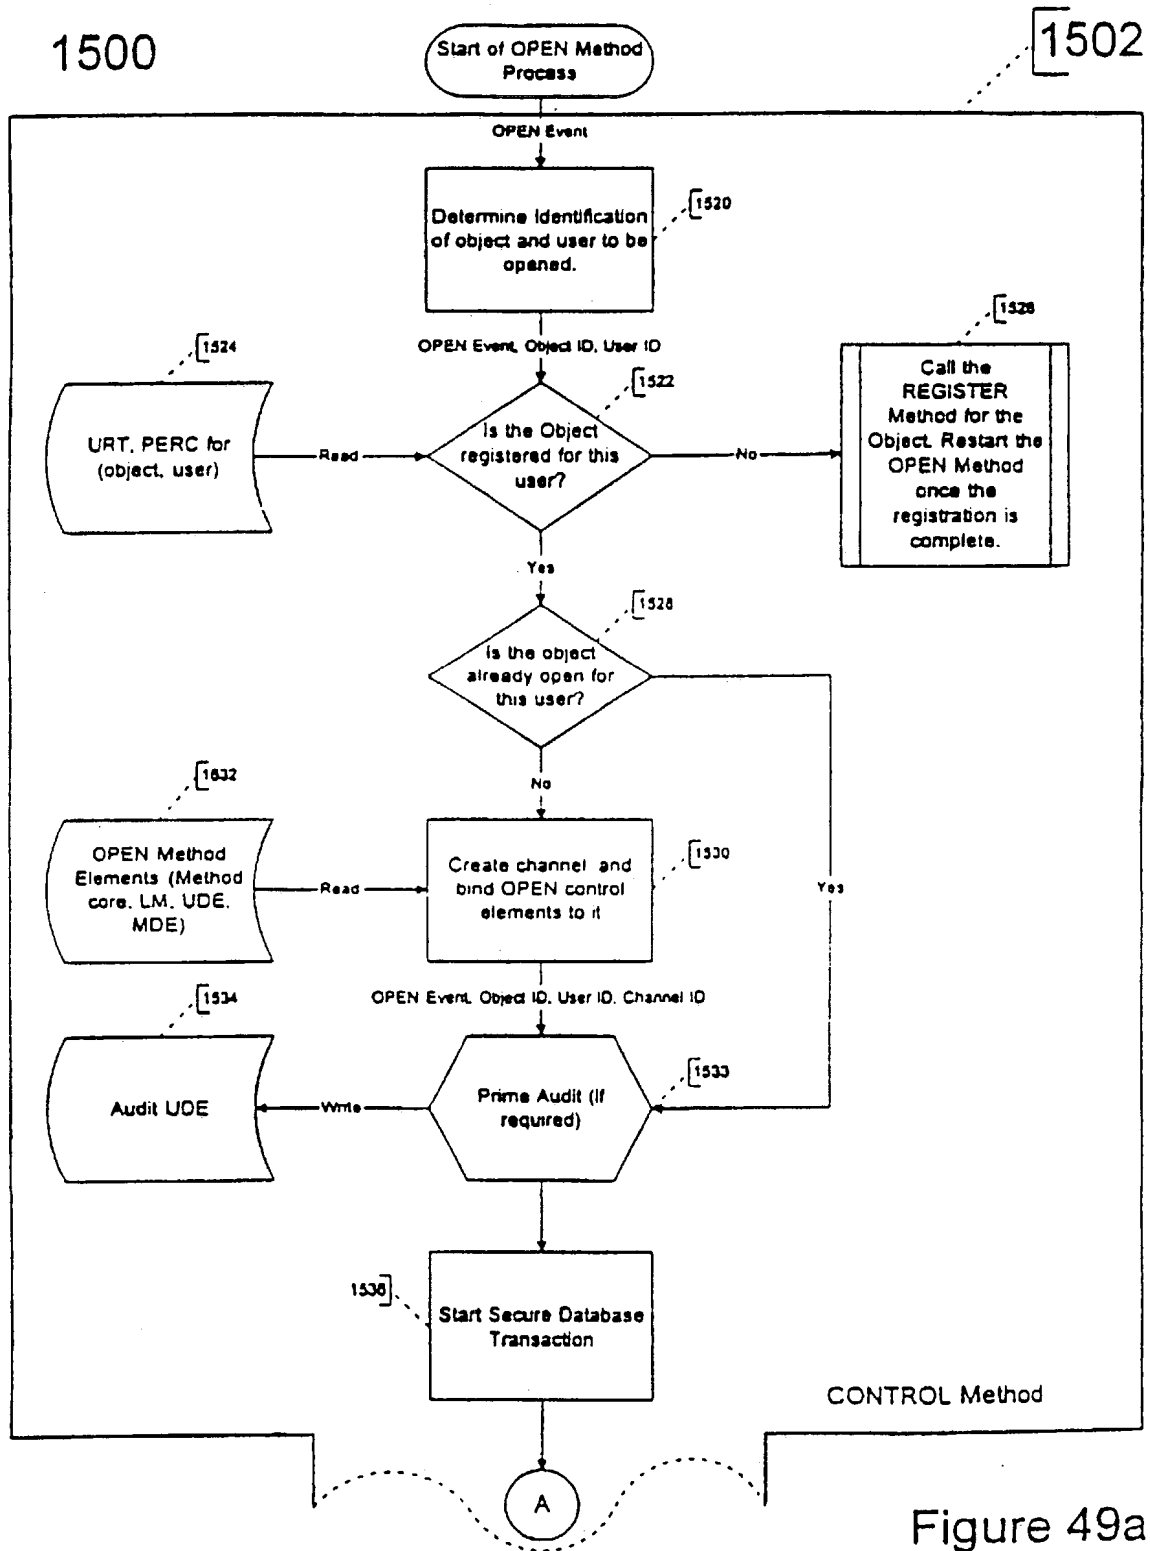 1500
1502
Start of OPEN Method
Process
OPEN Event
Determine Identification
of object and user to be
opened.
1520
OPEN Event, Object ID, User ID
1524
URT, PERC for
(object, user)
Read
1522
Is the Object
registered for this
user?
No
1526
Call the
REGISTER
Method for the
Object. Restart the
OPEN Method
once the
registration is
complete.
Yes
1528
Is the object
already open for
this user?
No
Yes
1532
OPEN Method
Elements (Method
core, LM, UDE,
MDE)
Read
1530
Create channel and
bind OPEN control
elements to it
OPEN Event, Object ID, User ID, Channel ID
1534
Audit UDE
Write
1533
Prime Audit (if
required)
1536
Start Secure Database
Transaction
CONTROL Method
A
Figure 49a